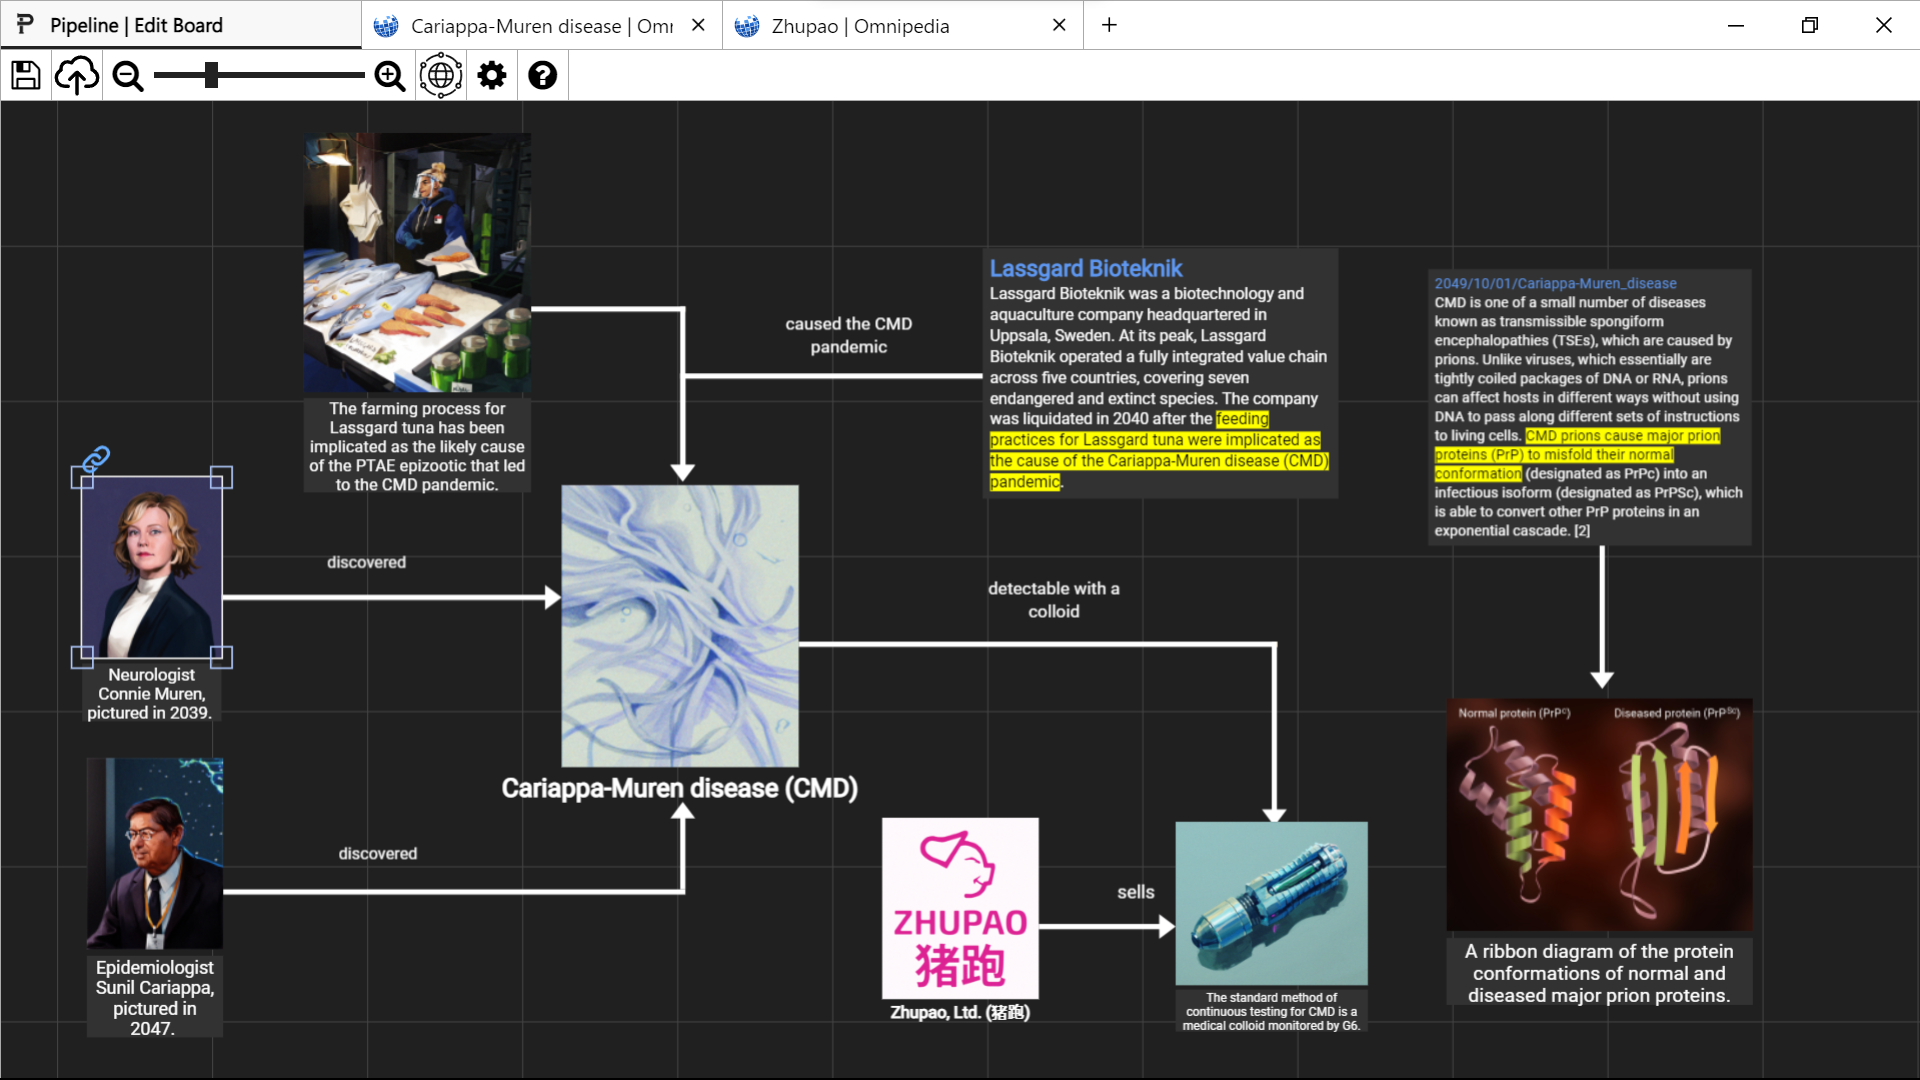 Pipeline | Edit Board
Cariappa-Muren disease | Omr
Zhupao | Omnipedia
The farming process for
Lassgard tuna has been
implicated as the likely cause
of the PTAE epizootic that led
to the CMD pandemic.
caused the CMD
pandemic
Lassgard Bioteknik
Lassgard Bioteknik was a biotechnology and
aquaculture company headquartered in
Uppsala, Sweden. At its peak, Lassgard
Bioteknik operated a fully integrated value chain
across five countries, covering seven
endangered and extinct species. The company
was liquidated in 2040 after the feeding
practices for Lassgard tuna were implicated as
the cause of the Cariappa-Muren disease (CMD)
pandemic.
2049/10/01/Cariappa-Muren_disease
CMD is one of a small number of diseases
known as transmissible spongiform
encephalopathies (TSEs), which are caused by
prions. Unlike viruses, which essentially are
tightly coiled packages of DNA or RNA, prions
can affect hosts in different ways without using
DNA to pass along different sets of instructions
to living cells. CMD prions cause major prion
proteins (PrP) to misfold their normal
conformation (designated as PrPc) into an
infectious isoform (designated as PrPSc), which
is able to convert other PrP proteins in an
exponential cascade. [2]
Neurologist
Connie Muren,
pictured in 2039.
discovered
Epidemiologist
Sunil Cariappa,
pictured in
2047.
discovered
Cariappa-Muren disease (CMD)
detectable with a
colloid
ZHUPAO
猪跑
Zhupao, Ltd. (猪跑)
sells
The standard method of
continuous testing for CMD is a
medical colloid monitored by G6.
Normal protein (PrPᶜ)
Diseased protein (PrPˢᶜ)
A ribbon diagram of the protein
conformations of normal and
diseased major prion proteins.